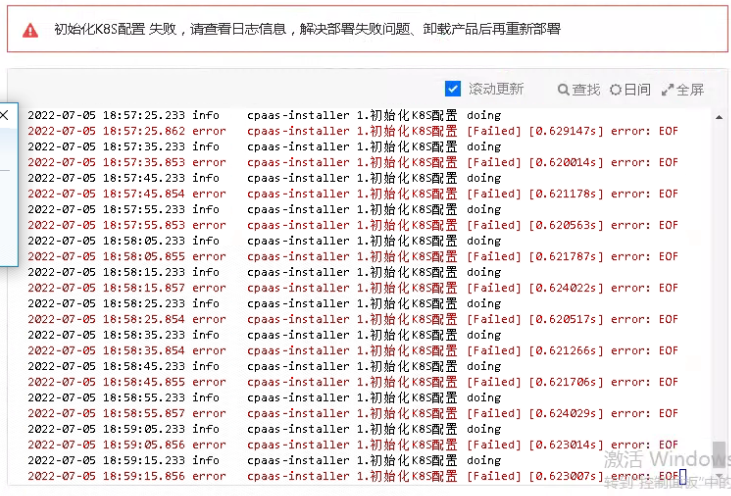 初始化K8S配置 失败，请查看日志信息，解决部署失败问题、卸载产品后再重新部署
滚动更新 查找 日间 全屏
2022-07-05 18:57:25.233 info cpaas-installer 1.初始化K8S配置 doing
2022-07-05 18:57:25.862 error cpaas-installer 1.初始化K8S配置 [Failed] [0.629147s] error: EOF
2022-07-05 18:57:35.233 info cpaas-installer 1.初始化K8S配置 doing
2022-07-05 18:57:35.853 error cpaas-installer 1.初始化K8S配置 [Failed] [0.620014s] error: EOF
2022-07-05 18:57:45.233 info cpaas-installer 1.初始化K8S配置 doing
2022-07-05 18:57:45.854 error cpaas-installer 1.初始化K8S配置 [Failed] [0.621178s] error: EOF
2022-07-05 18:57:55.233 info cpaas-installer 1.初始化K8S配置 doing
2022-07-05 18:57:55.853 error cpaas-installer 1.初始化K8S配置 [Failed] [0.620563s] error: EOF
2022-07-05 18:58:05.233 info cpaas-installer 1.初始化K8S配置 doing
2022-07-05 18:58:05.855 error cpaas-installer 1.初始化K8S配置 [Failed] [0.621787s] error: EOF
2022-07-05 18:58:15.233 info cpaas-installer 1.初始化K8S配置 doing
2022-07-05 18:58:15.857 error cpaas-installer 1.初始化K8S配置 [Failed] [0.624022s] error: EOF
2022-07-05 18:58:25.233 info cpaas-installer 1.初始化K8S配置 doing
2022-07-05 18:58:25.854 error cpaas-installer 1.初始化K8S配置 [Failed] [0.620517s] error: EOF
2022-07-05 18:58:35.233 info cpaas-installer 1.初始化K8S配置 doing
2022-07-05 18:58:35.854 error cpaas-installer 1.初始化K8S配置 [Failed] [0.621266s] error: EOF
2022-07-05 18:58:45.233 info cpaas-installer 1.初始化K8S配置 doing
2022-07-05 18:58:45.855 error cpaas-installer 1.初始化K8S配置 [Failed] [0.621706s] error: EOF
2022-07-05 18:58:55.233 info cpaas-installer 1.初始化K8S配置 doing
2022-07-05 18:58:55.857 error cpaas-installer 1.初始化K8S配置 [Failed] [0.624029s] error: EOF
2022-07-05 18:59:05.233 info cpaas-installer 1.初始化K8S配置 doing
2022-07-05 18:59:05.856 error cpaas-installer 1.初始化K8S配置 [Failed] [0.623014s] error: EOF
2022-07-05 18:59:15.233 info cpaas-installer 1.初始化K8S配置 doing
2022-07-05 18:59:15.856 error cpaas-installer 1.初始化K8S配置 [Failed] [0.623007s] error: EOF
激活 Windows
转到"控制面板"中的